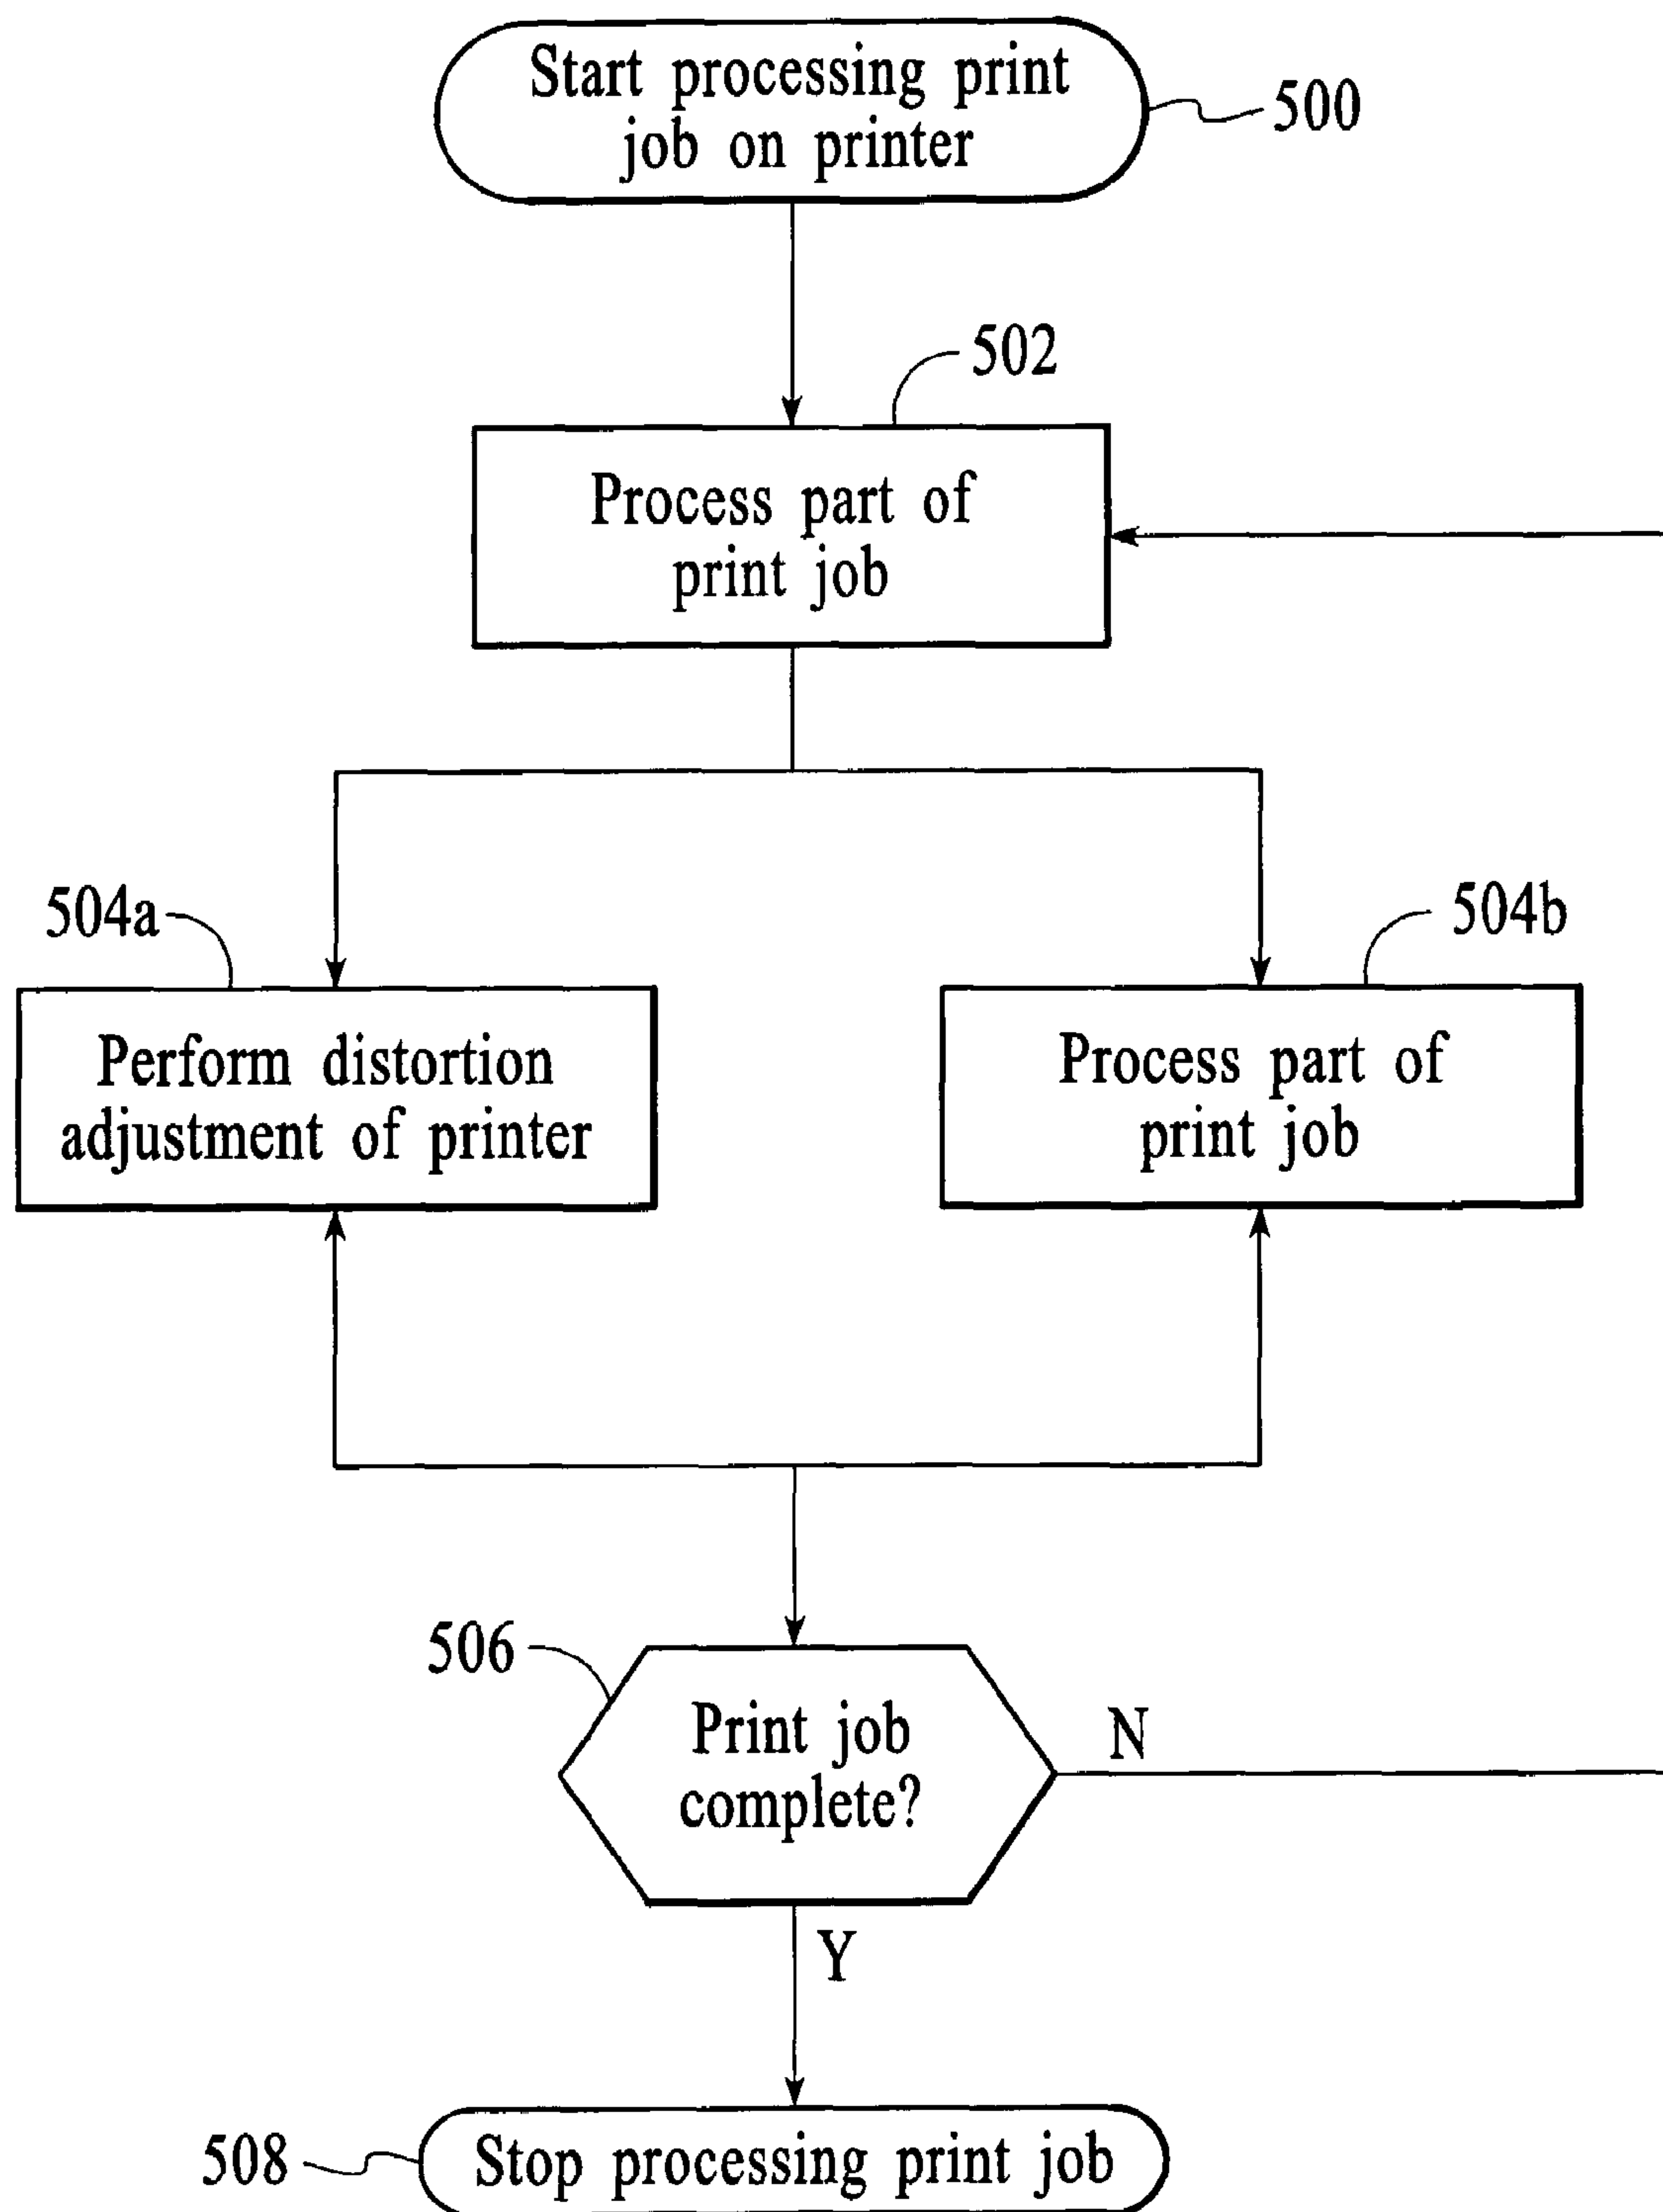 Start processing print
job on printer
500
502
Process part of
print job
504a
504b
Perform distortion
adjustment of printer
Process part of
print job
506
Print job
complete?
N
Y
508
Stop processing print job